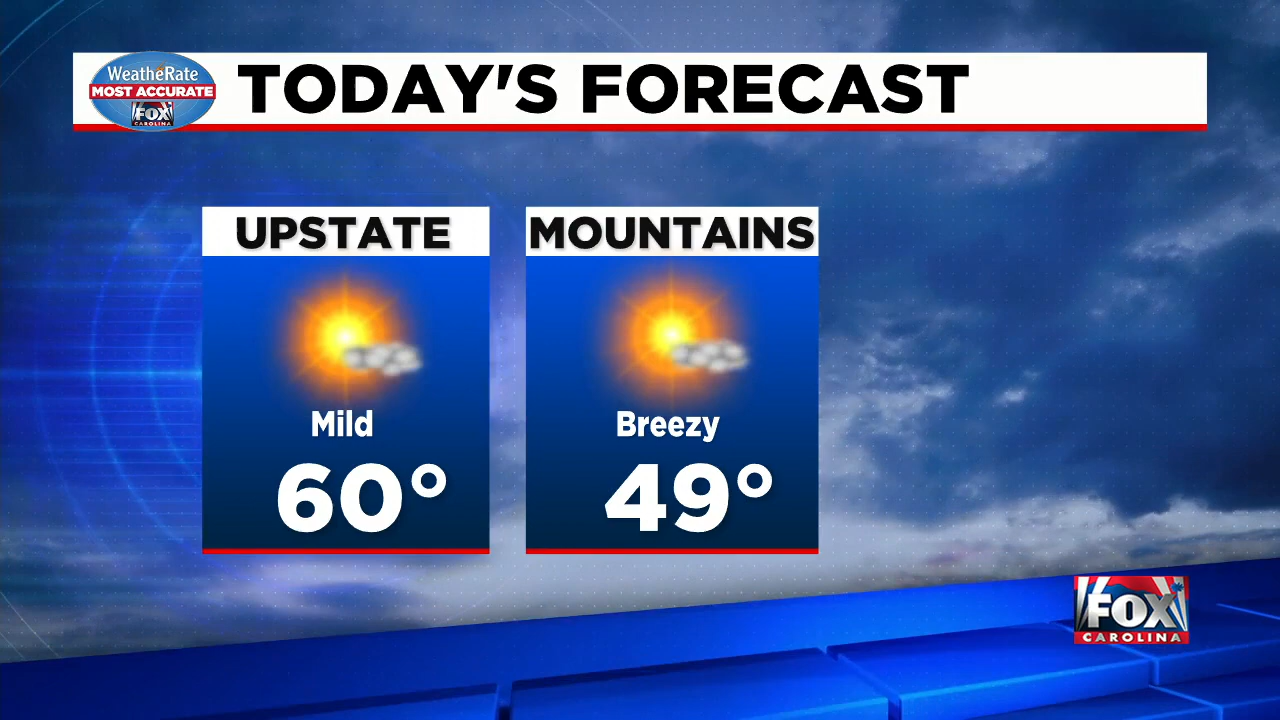 WeatheRate
MOST ACCURATE
FOX
CAROLINA
TODAY'S FORECAST
UPSTATE
Mild
60°
MOUNTAINS
Breezy
49°
FOX
CAROLINA